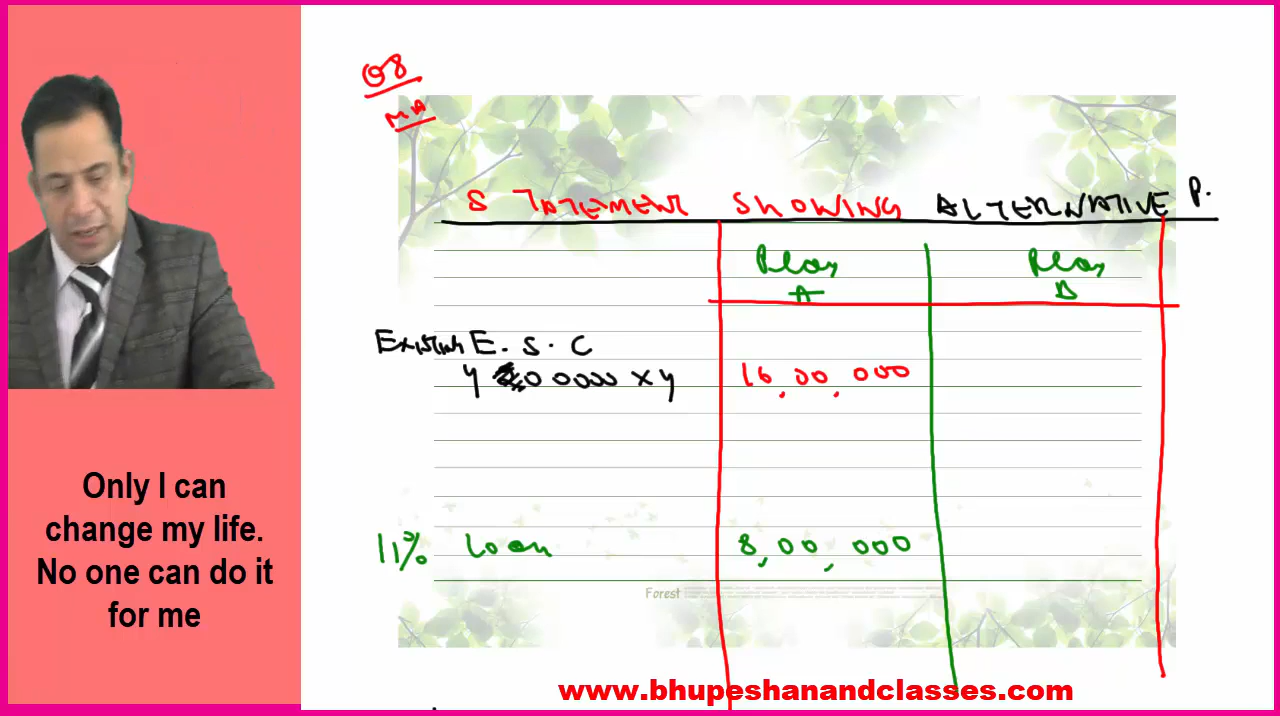 Q8
MA
STATEMENT SHOWING ALTERNATIVE P.
Plan A
Plan B
Existing E. S. C
16,00,000
11% Loan 8,00,000
Forest
Only I can
change my life.
No one can do it
for me
www.bhupeshanandclasses.com